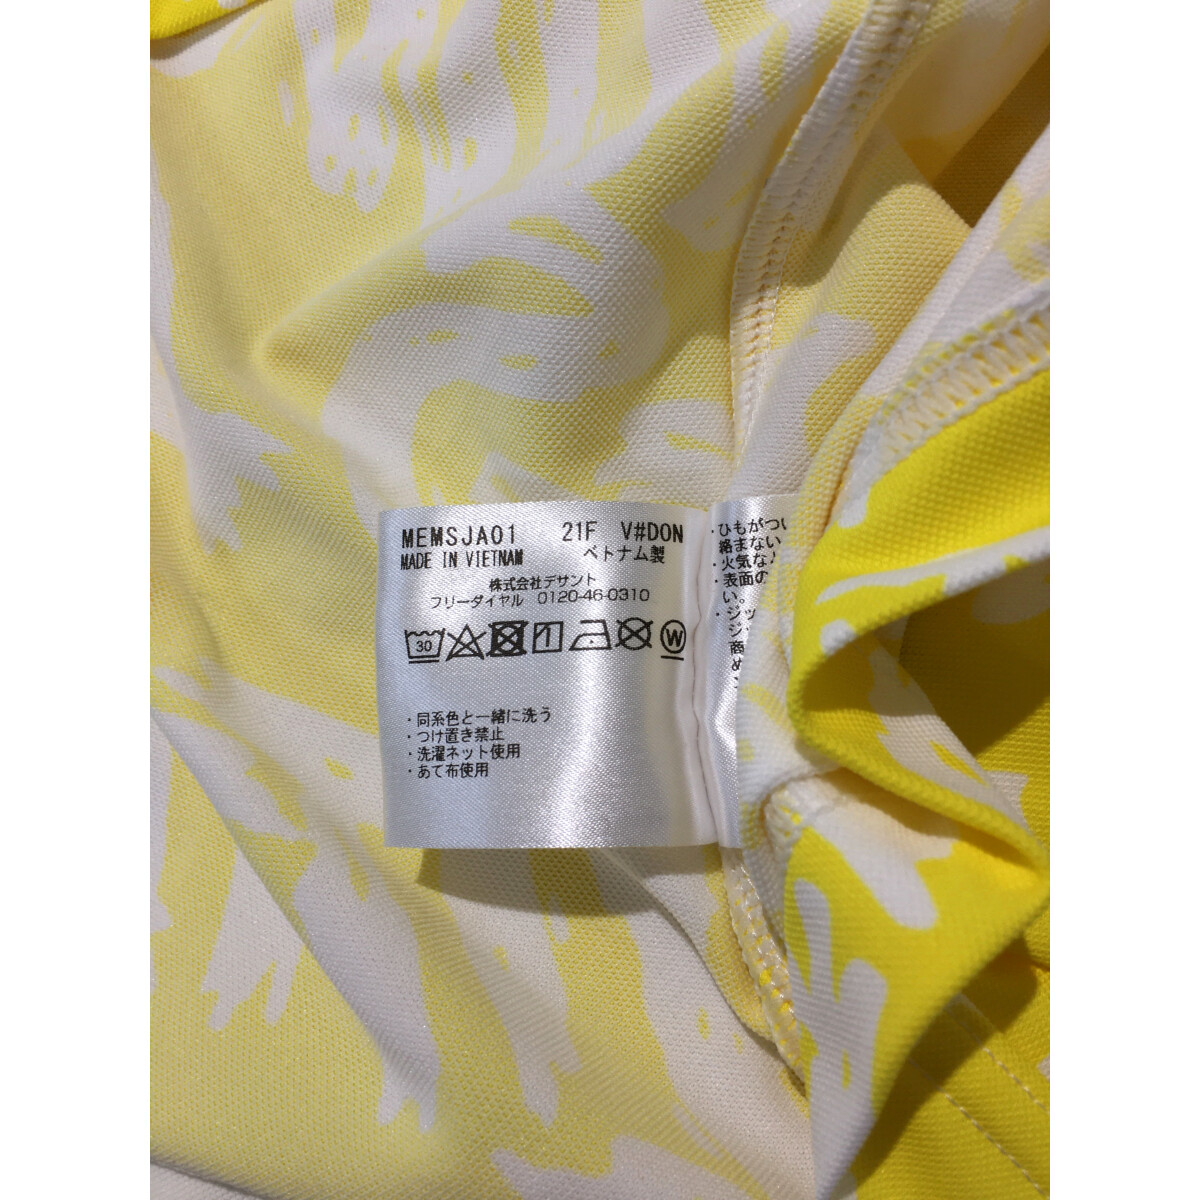 MEMSJA01 21F V#DON
MADE IN VIETNAM ベトナム製
株式会社デサント
フリーダイヤル 0120-46-0310
30
W
・同系色と一緒に洗う
・つけ置き禁止
・洗濯ネット使用
・あて布使用
・ひもがつい
絡まない
・火気な
・表面の
い。
・ジッ
ジ
商
め